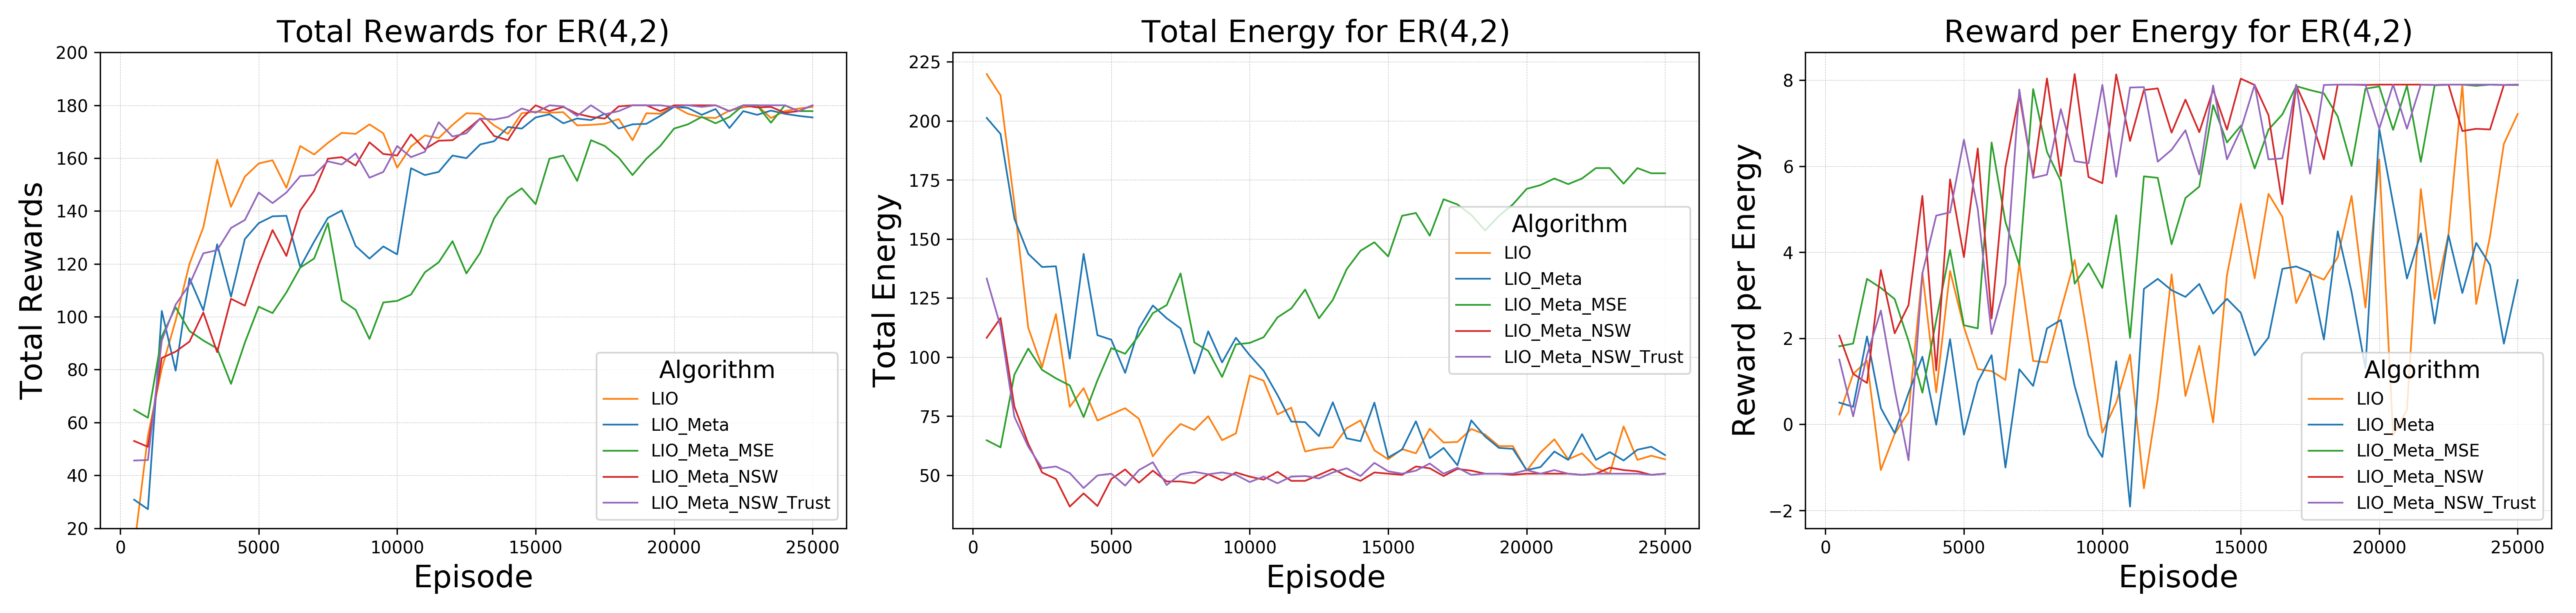 Total Rewards for ER(4,2)
200
180
160
140
120
100
80
60
40
20
Total Rewards
0
5000
10000
15000
20000
25000
Episode
Algorithm
LIO
LIO_Meta
LIO_Meta_MSE
LIO_Meta_NSW
LIO_Meta_NSW_Trust
Total Energy for ER(4,2)
225
200
175
150
125
100
75
50
Total Energy
0
5000
10000
15000
20000
25000
Episode
Algorithm
LIO
LIO_Meta
LIO_Meta_MSE
LIO_Meta_NSW
LIO_Meta_NSW_Trust
Reward per Energy for ER(4,2)
8
6
4
2
0
−2
Reward per Energy
0
5000
10000
15000
20000
25000
Episode
Algorithm
LIO
LIO_Meta
LIO_Meta_MSE
LIO_Meta_NSW
LIO_Meta_NSW_Trust